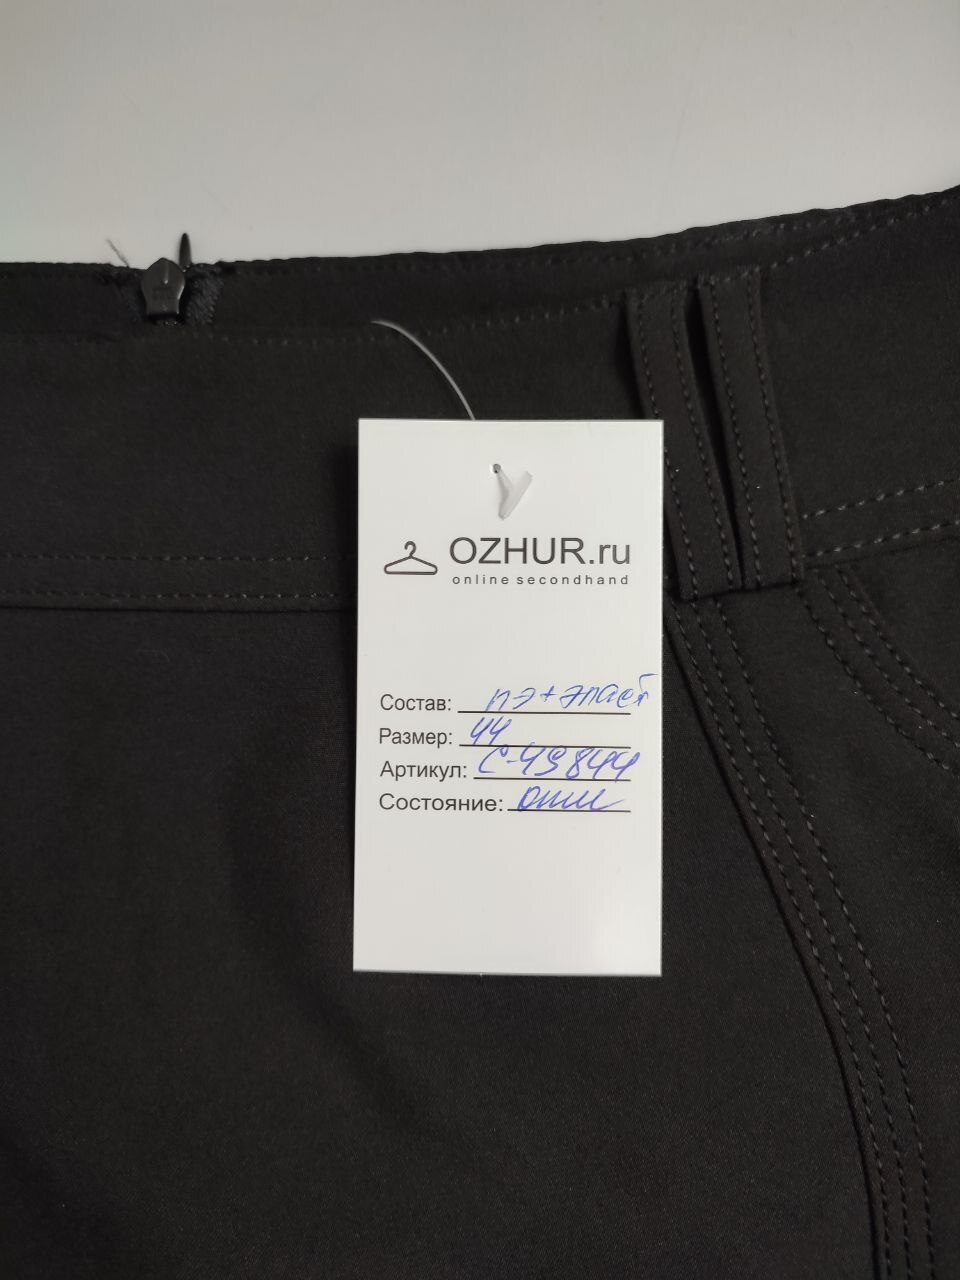 OZHUR.ru
online secondhand
Состав: пэ + эласт
Размер: 44
Артикул: С-49844
Состояние: отл